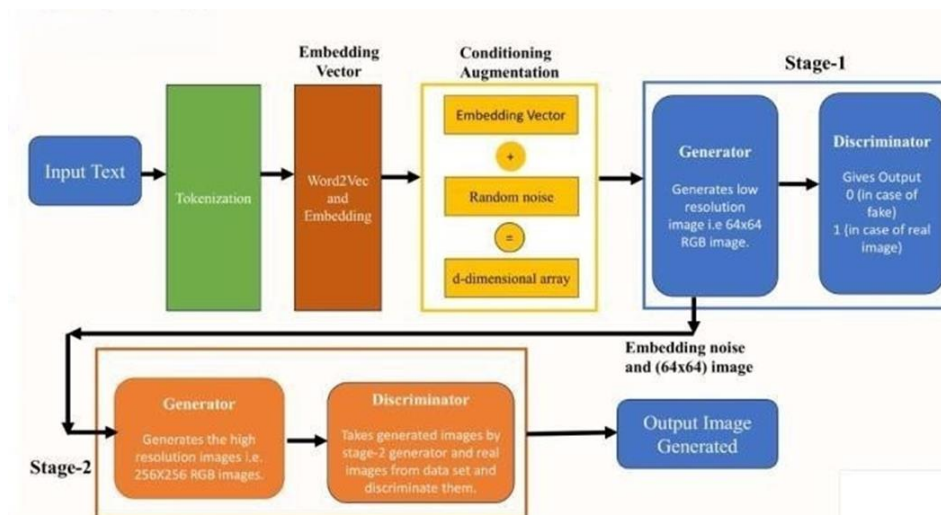 Input Text
Tokenization
Embedding
Vector
Word2Vec
and
Embedding
Conditioning
Augmentation
Embedding Vector
+
Random noise
=
d-dimensional array
Stage-1
Generator
Generates low
resolution
image i.e 64x64
RGB image.
Discriminator
Gives Output
0 (in case of
fake)
1 (in case of real
image)
Embedding noise
and (64x64) image
Stage-2
Generator
Generates the high
resolution images i.e.
256X256 RGB images.
Discriminator
Takes generated images by
stage-2 generator and real
images from data set and
discriminate them.
Output Image
Generated